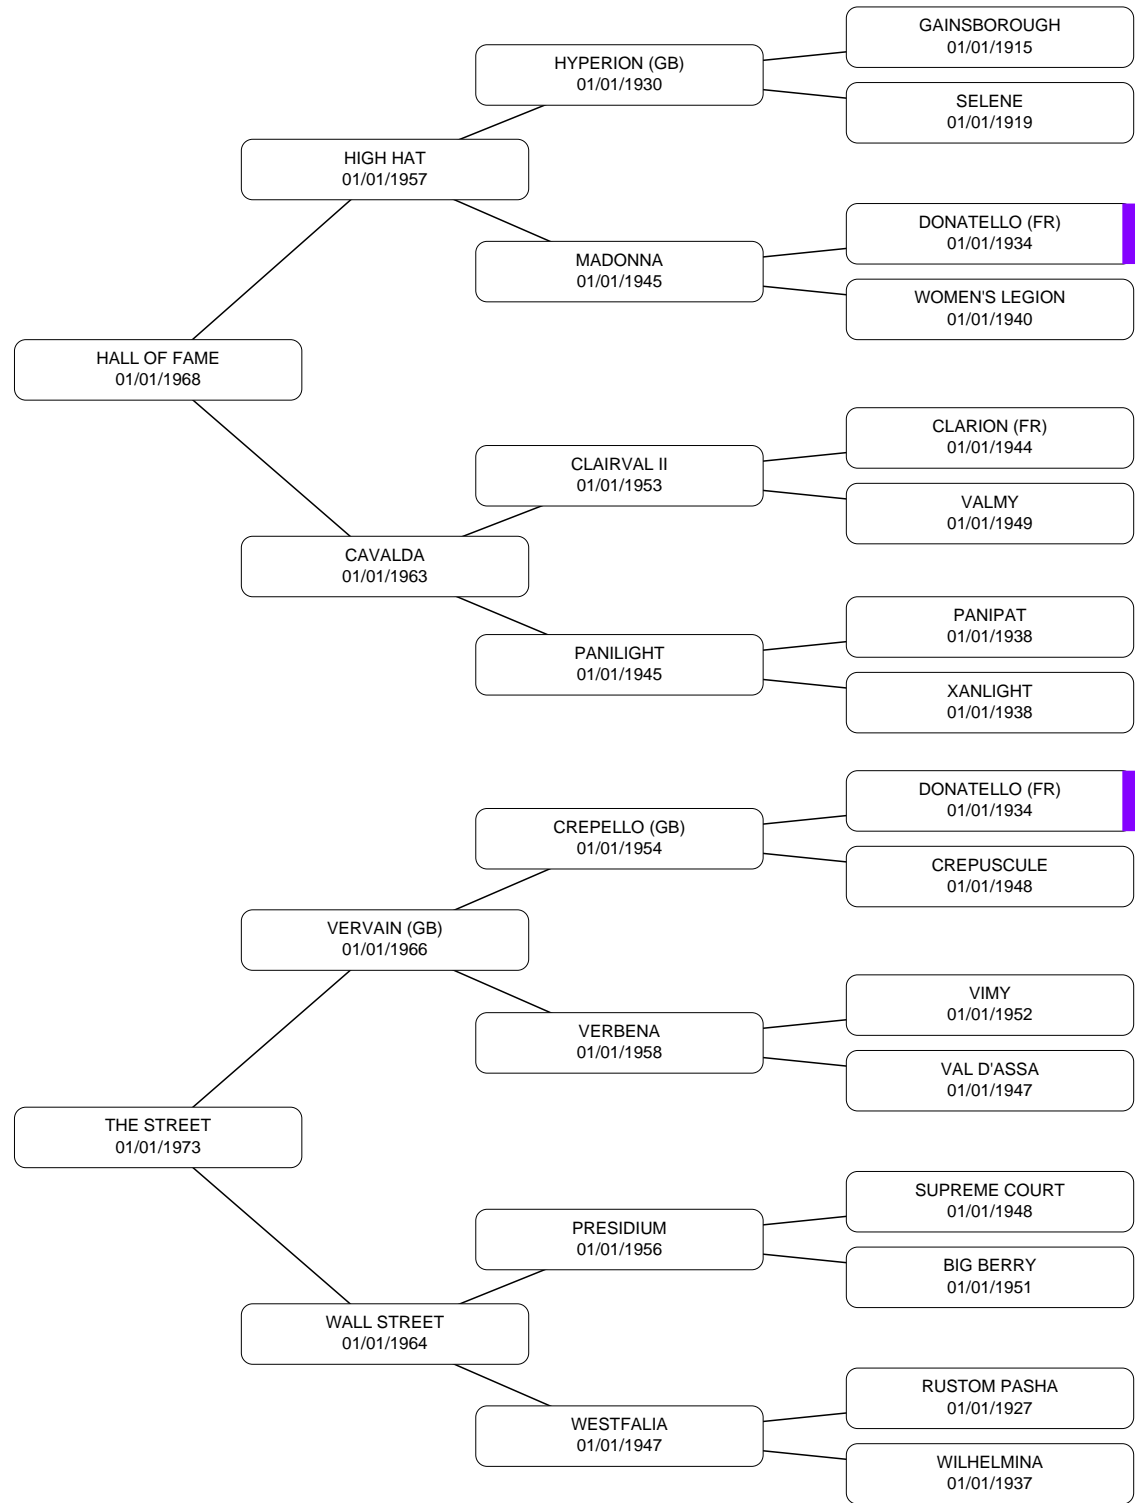 GAINSBOROUGH
01/01/1915
HYPERION (GB)
01/01/1930
SELENE
01/01/1919
HIGH HAT
01/01/1957
DONATELLO (FR)
01/01/1934
MADONNA
01/01/1945
WOMEN'S LEGION
01/01/1940
HALL OF FAME
01/01/1968
CLARION (FR)
01/01/1944
CLAIRVAL II
01/01/1953
VALMY
01/01/1949
CAVALDA
01/01/1963
PANIPAT
01/01/1938
PANILIGHT
01/01/1945
XANLIGHT
01/01/1938
DONATELLO (FR)
01/01/1934
CREPELLO (GB)
01/01/1954
CREPUSCULE
01/01/1948
VERVAIN (GB)
01/01/1966
VIMY
01/01/1952
VERBENA
01/01/1958
VAL D'ASSA
01/01/1947
THE STREET
01/01/1973
SUPREME COURT
01/01/1948
PRESIDIUM
01/01/1956
BIG BERRY
01/01/1951
WALL STREET
01/01/1964
RUSTOM PASHA
01/01/1927
WESTFALIA
01/01/1947
WILHELMINA
01/01/1937